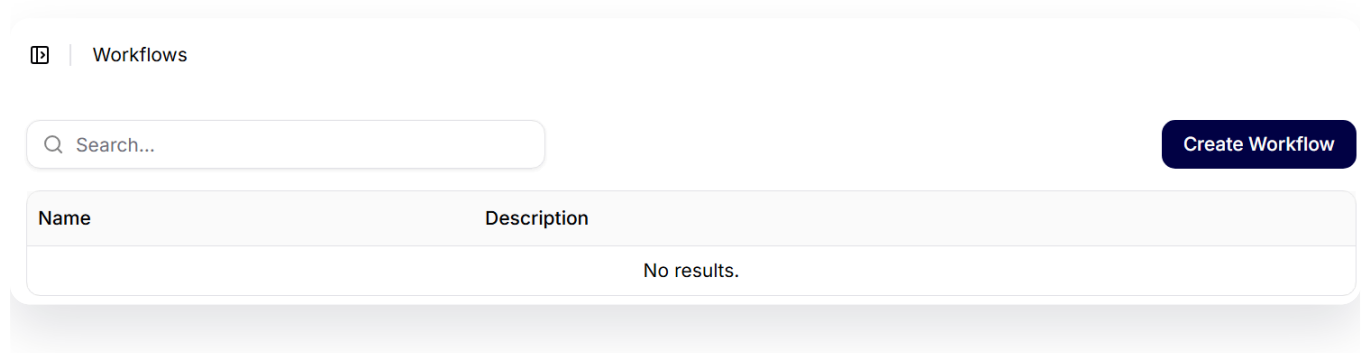 Workflows
Search...
Create Workflow
Name Description
No results.